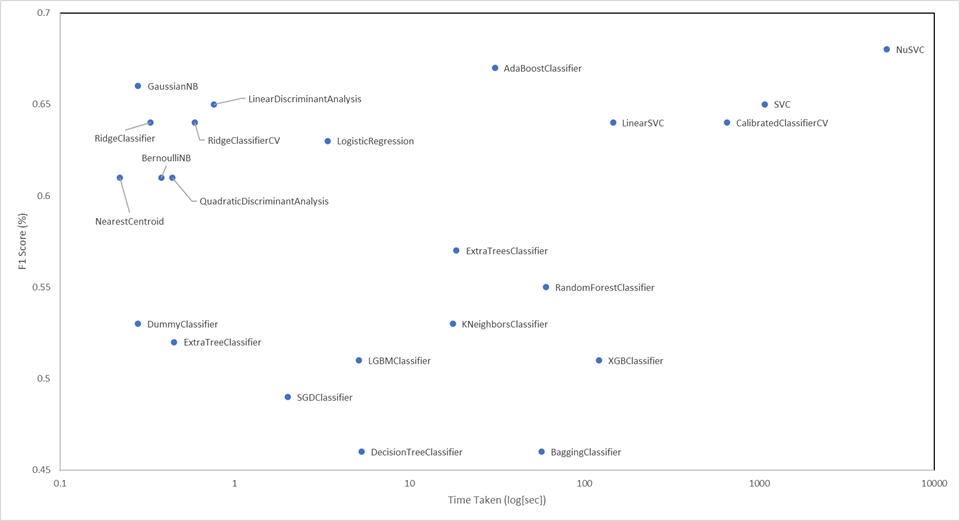 0.7
NuSVC
AdaBoostClassifier
GaussianNB
LinearDiscriminantAnalysis
0.65
SVC
RidgeClassifier
RidgeClassifierCV
LogisticRegression
LinearSVC
CalibratedClassifierCV
BernoulliNB
0.6
QuadraticDiscriminantAnalysis
NearestCentroid
F1 Score (%)
ExtraTreesClassifier
0.55
RandomForestClassifier
DummyClassifier
KNeighborsClassifier
ExtraTreeClassifier
LGBMClassifier
XGBClassifier
0.5
SGDClassifier
DecisionTreeClassifier
BaggingClassifier
0.45
0.1 1 10 100 1000 10000
Time Taken (log[sec])